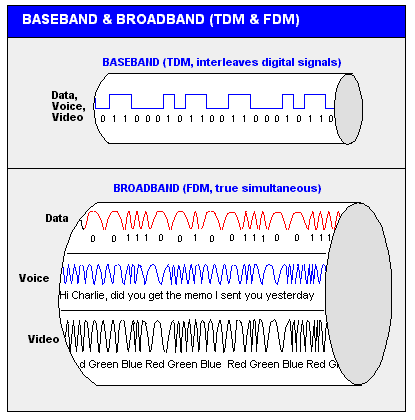 BASEBAND & BROADBAND (TDM & FDM)
BASEBAND (TDM, interleaves digital signals)
Data,
Voice,
Video
0 1 1 0 0 0 1 0 1 1 0 0 1 1 0 0 0 1 0 1 1 0
BROADBAND (FDM, true simultaneous)
Data
0 0 1 1 1 0 0 1 0 0 1 1 1 0 0 1 1 1
Voice
Hi Charlie, did you get the memo I sent you yesterday
Video
d Green Blue Red Green Blue Red Green Blue Red G